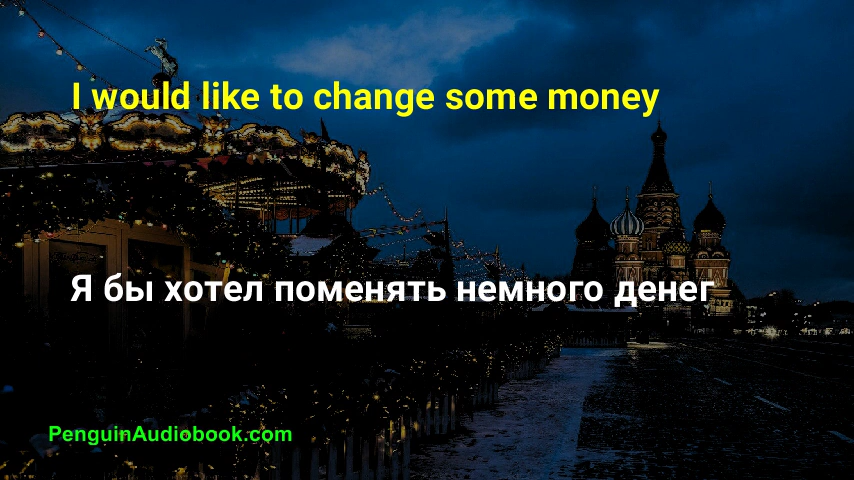 I would like to change some money
Я бы хотел поменять немного денег
PenguinAudiobook.com